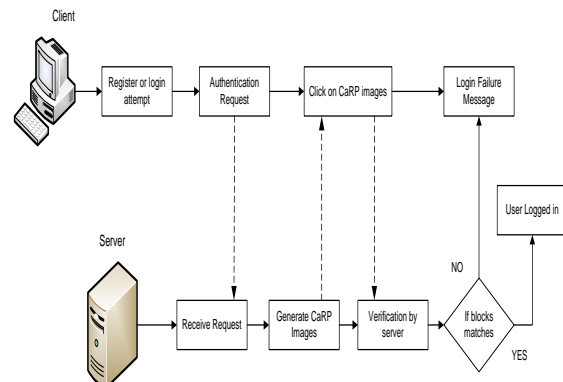 Client
Register or login
attempt
Authentication
Request
Click on CaRP images
Login Failure
Message
User Logged in
Server
NO
Receive Request
Generate CaRP
Images
Verification by
server
If blocks
matches
YES